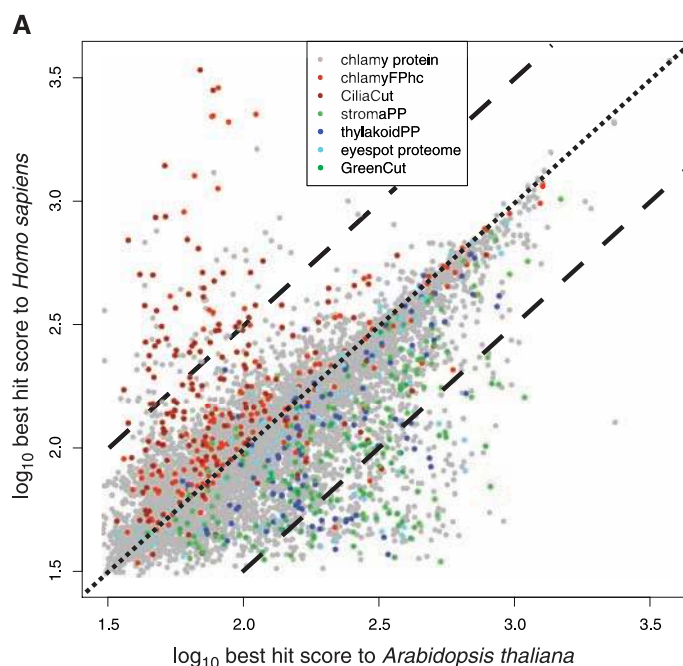 A
chlamy protein
chlamyFPhc
CiliaCut
stromaPP
thylakoidPP
eyespot proteome
GreenCut
log10 best hit score to Homo sapiens
3.5
3.0
2.5
2.0
1.5
1.5 2.0 2.5 3.0 3.5
log10 best hit score to Arabidopsis thaliana